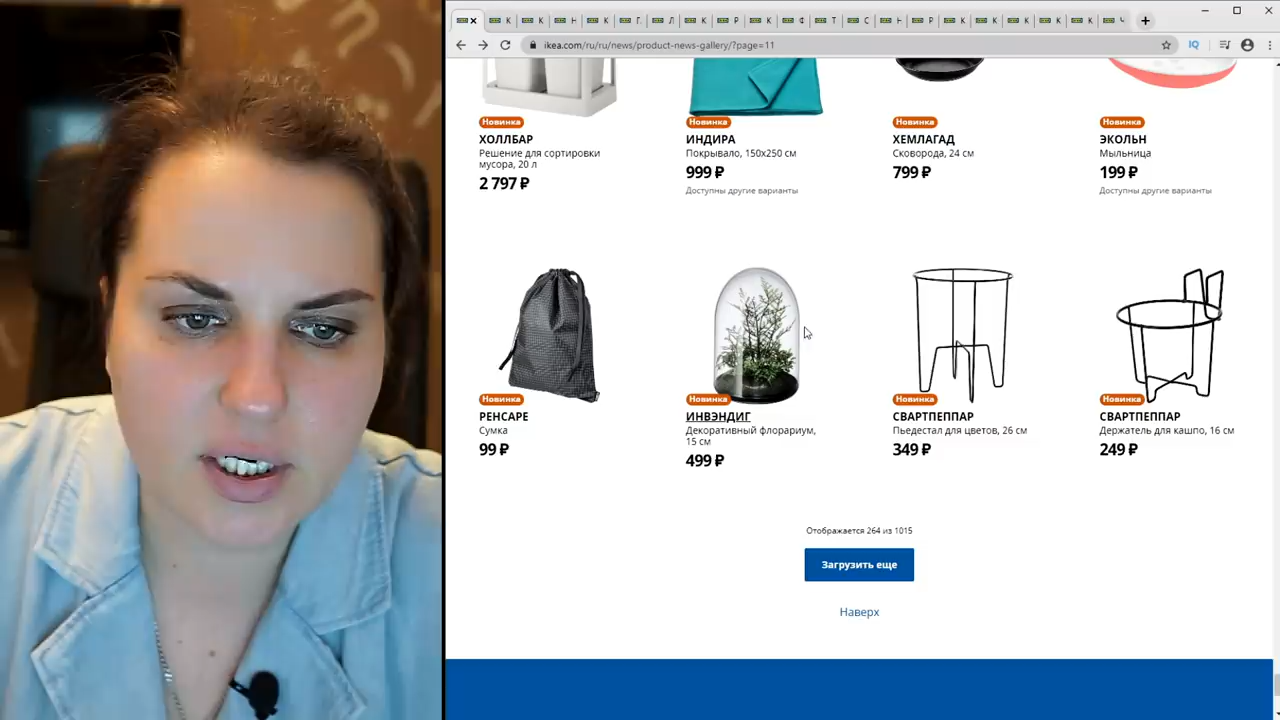 ikea.com/ru/ru/news/product-news-gallery/?page=11
Новинка
ХОЛЛБАР
Решение для сортировки
мусора, 20 л
2 797 ₽
Новинка
ИНДИРА
Покрывало, 150x250 см
999 ₽
Доступны другие варианты
Новинка
ХЕМЛАГАД
Сковорода, 24 см
799 ₽
Новинка
ЭКОЛЬН
Мыльница
199 ₽
Доступны другие варианты
Новинка
РЕНСАРЕ
Сумка
99 ₽
Новинка
ИНВЭНДИГ
Декоративный флорариум,
15 см
499 ₽
Новинка
СВАРТПЕППАР
Пьедестал для цветов, 26 см
349 ₽
Новинка
СВАРТПЕППАР
Держатель для кашпо, 16 см
249 ₽
Отображается 264 из 1015
Загрузить еще
Наверх